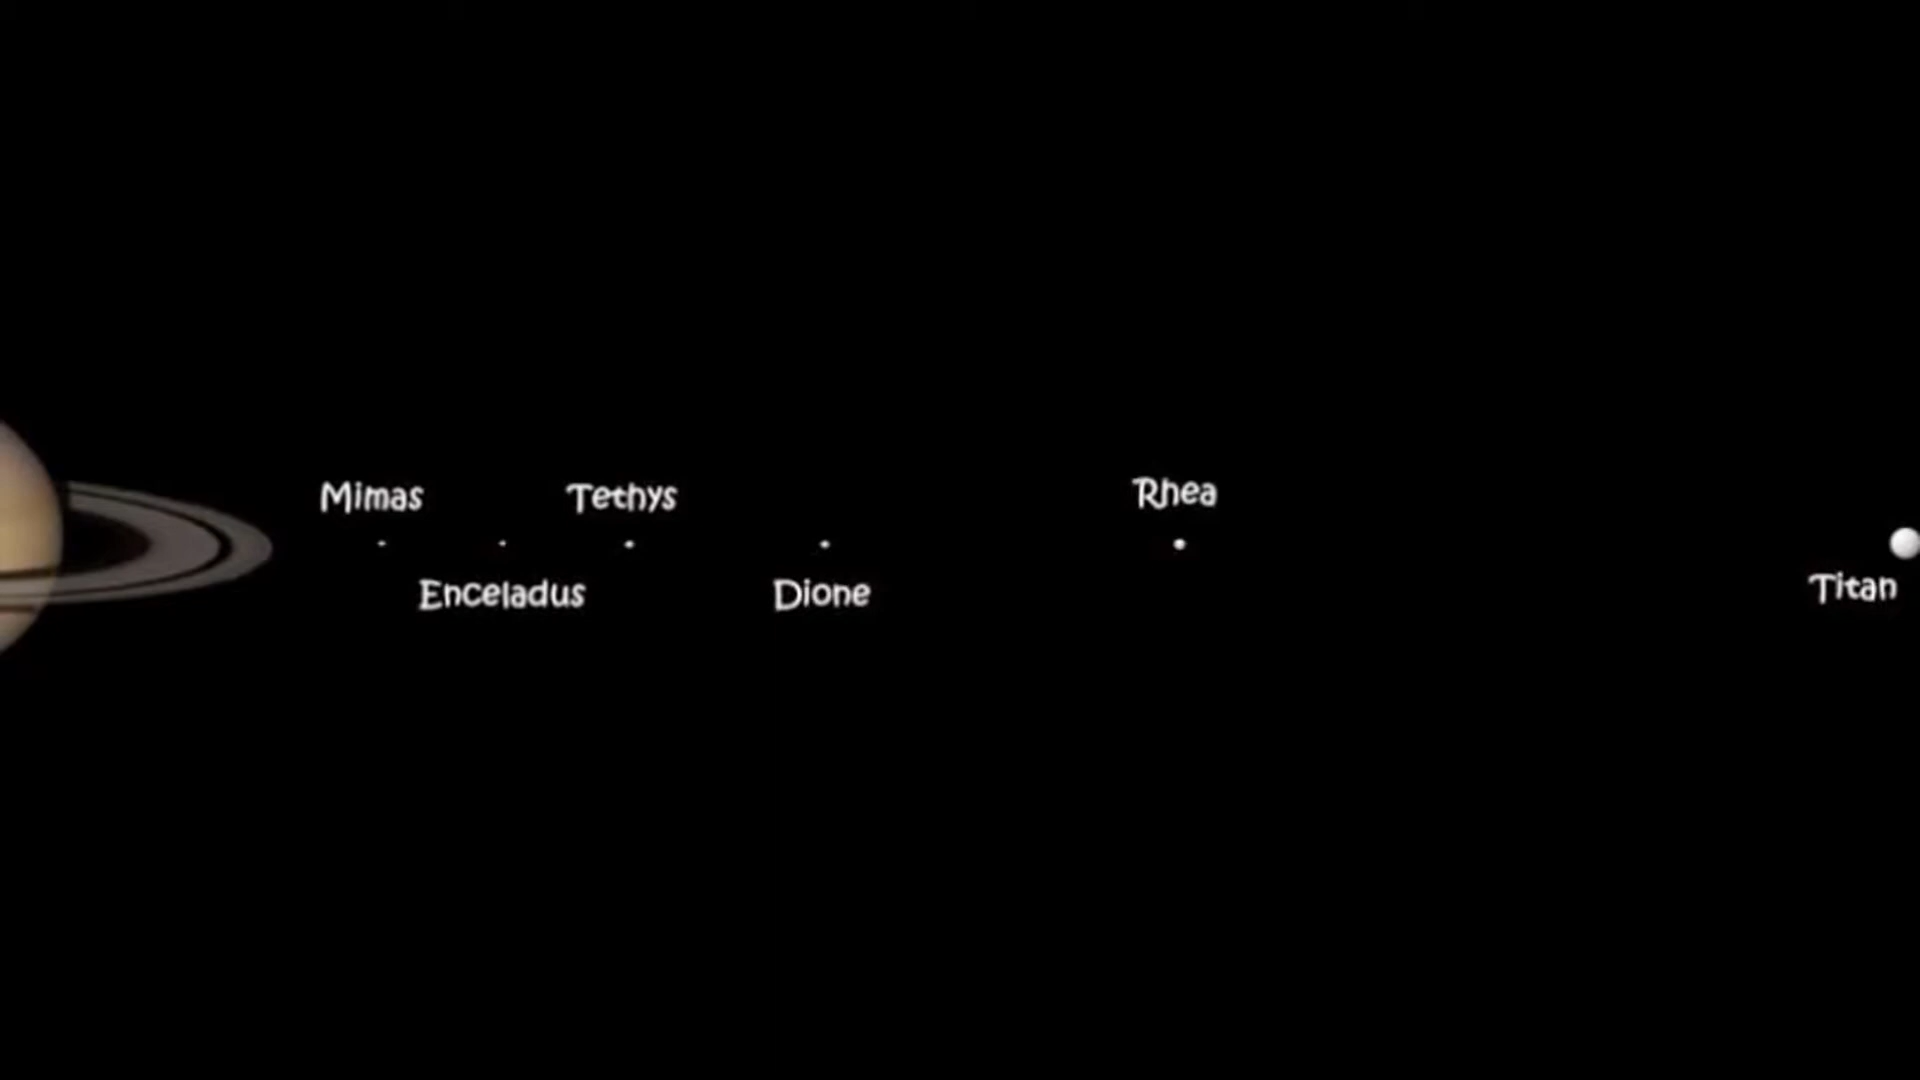 Mimas
Tethys
Rhea
Enceladus
Dione
Titan